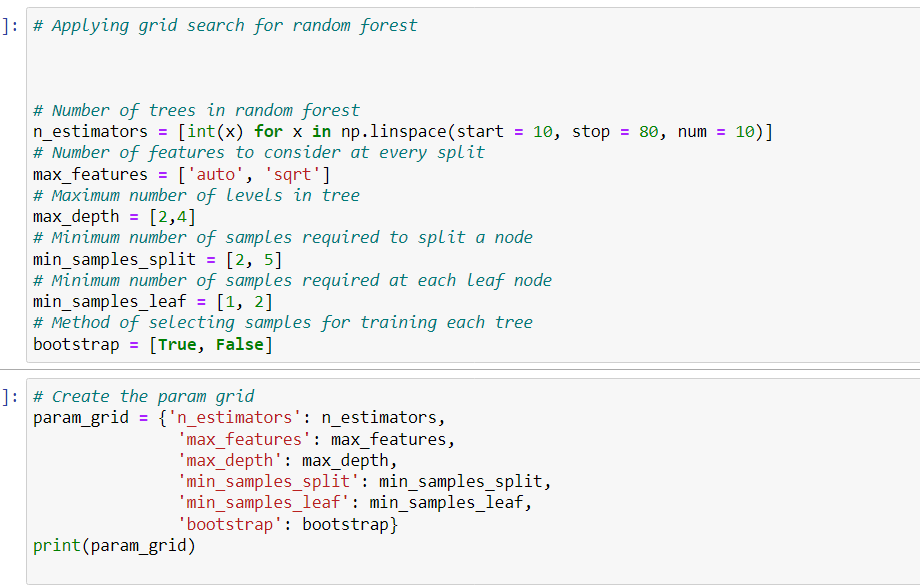 ]: # Applying grid search for random forest
# Number of trees in random forest
n_estimators = [int(x) for x in np.linspace(start = 10, stop = 80, num = 10)]
# Number of features to consider at every split
max_features = ['auto', 'sqrt']
# Maximum number of levels in tree
max_depth = [2,4]
# Minimum number of samples required to split a node
min_samples_split = [2, 5]
# Minimum number of samples required at each leaf node
min_samples_leaf = [1, 2]
# Method of selecting samples for training each tree
bootstrap = [True, False]
]: # Create the param grid
param_grid = {'n_estimators': n_estimators,
               'max_features': max_features,
               'max_depth': max_depth,
               'min_samples_split': min_samples_split,
               'min_samples_leaf': min_samples_leaf,
               'bootstrap': bootstrap}
print(param_grid)